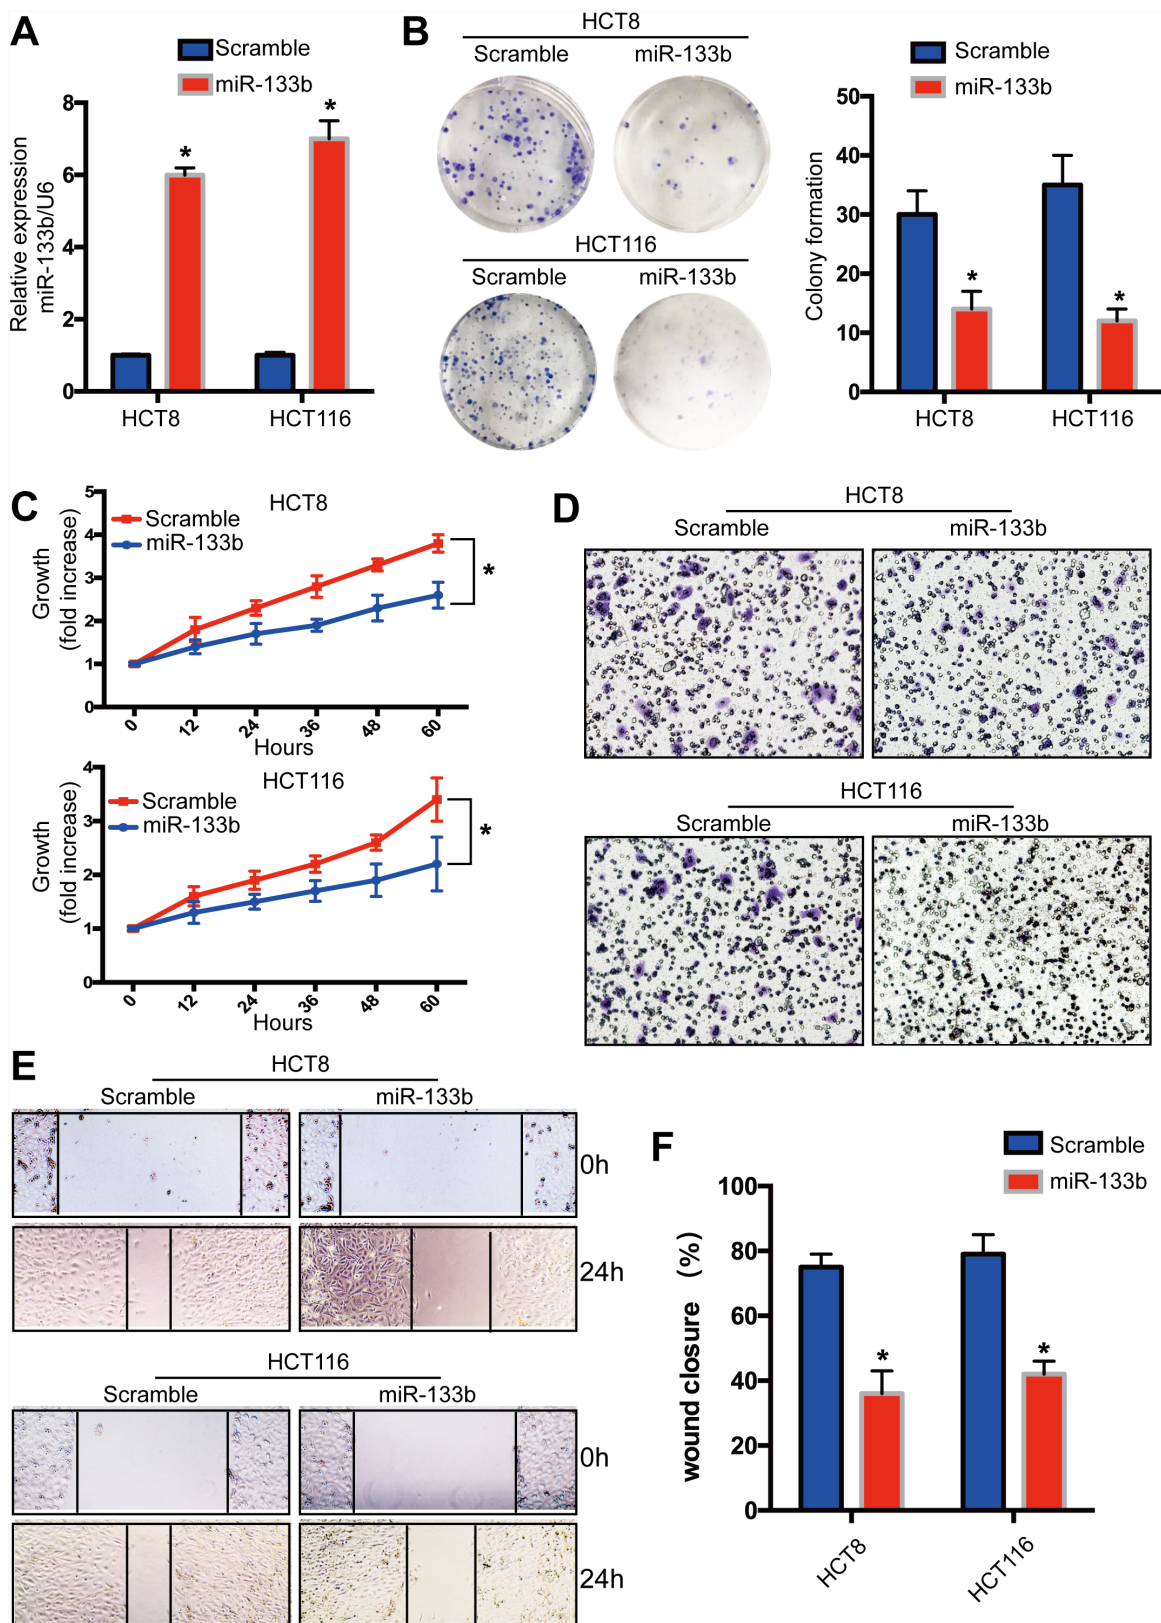 A
Scramble
miR-133b
Relative expression
miR-133b/U6
8
6
4
2
0
*
*
HCT8
HCT116
B
HCT8
Scramble
miR-133b
HCT116
Scramble
miR-133b
Scramble
miR-133b
Colony formation
50
40
30
20
10
0
*
*
HCT8
HCT116
C
HCT8
Scramble
miR-133b
Growth
(fold increase)
5
4
3
2
1
0
*
0
12
24
36
48
60
Hours
HCT116
Scramble
miR-133b
Growth
(fold increase)
4
3
2
1
0
*
0
12
24
36
48
60
Hours
D
HCT8
Scramble
miR-133b
HCT116
Scramble
miR-133b
E
HCT8
Scramble
miR-133b
0h
24h
HCT116
Scramble
miR-133b
0h
24h
F
Scramble
miR-133b
wound closure (%)
100
80
60
40
20
0
*
*
HCT8
HCT116